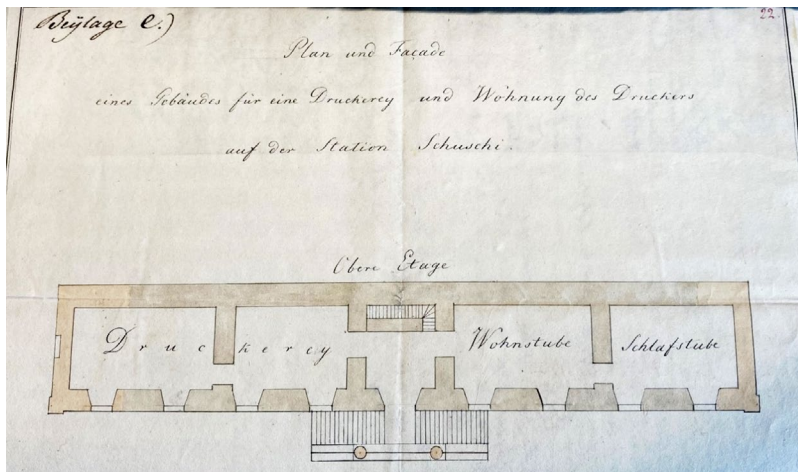 Beÿlage C.)
22.
Plan und Façade
eines Gebäudes für eine Druckerey und Wohnung des Druckers
auf der Station Schuschi.
Obere Etage
Druckerey
Wohnstube
Schlafstube